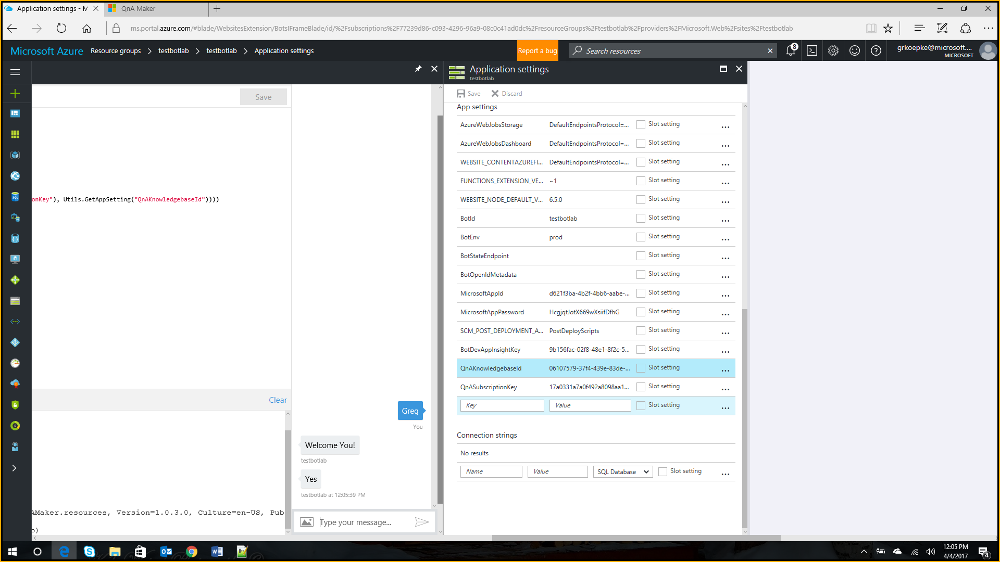 Application settings - M
QnA Maker
ms.portal.azure.com/#blade/WebsitesExtension/BotsIFrameBlade/id/%2Fsubscriptions%2F77239d86-c093-4296-96a9-08c0c41ad0dc%2FresourceGroups%2Ftestbotlab%2Fproviders%2FMicrosoft.Web%2Fsites%2Ftestbotlab
Microsoft Azure Resource groups > testbotlab > testbotlab > Application settings
Report a bug
Search resources
8
grkoepke@microsoft....
MICROSOFT
Save
onKey"), Utils.GetAppSetting("QnAKnowledgebaseId"))))
Clear
AMaker.resources, Version=1.0.3.0, Culture=en-US, Pub
o)
Greg
You
Welcome You!
testbotlab
Yes
testbotlab at 12:05:39 PM
Type your message...
Application settings
testbotlab
Save Discard
App settings
AzureWebJobsStorage DefaultEndpointsProtocol=... Slot setting ...
AzureWebJobsDashboard DefaultEndpointsProtocol=... Slot setting ...
WEBSITE_CONTENTAZUREFI... DefaultEndpointsProtocol=... Slot setting ...
FUNCTIONS_EXTENSION_VE... ~1 Slot setting ...
WEBSITE_NODE_DEFAULT_V... 6.5.0 Slot setting ...
BotId testbotlab Slot setting ...
BotEnv prod Slot setting ...
BotStateEndpoint Slot setting ...
BotOpenIdMetadata Slot setting ...
MicrosoftAppId d621f3ba-4b2f-4bb6-aabe-... Slot setting ...
MicrosoftAppPassword HcgjqtJotX669wXsiifDfhG Slot setting ...
SCM_POST_DEPLOYMENT_A... PostDeployScripts Slot setting ...
BotDevAppInsightKey 9b156fac-02f8-48e1-8f2c-5... Slot setting ...
QnAKnowledgebaseId 06107579-37f4-439e-83de-... Slot setting ...
QnASubscriptionKey 17a0331a7a0f492a8098aa1... Slot setting ...
Key Value Slot setting ...
Connection strings
No results
Name Value SQL Database Slot setting ...
12:05 PM
4/4/2017
4